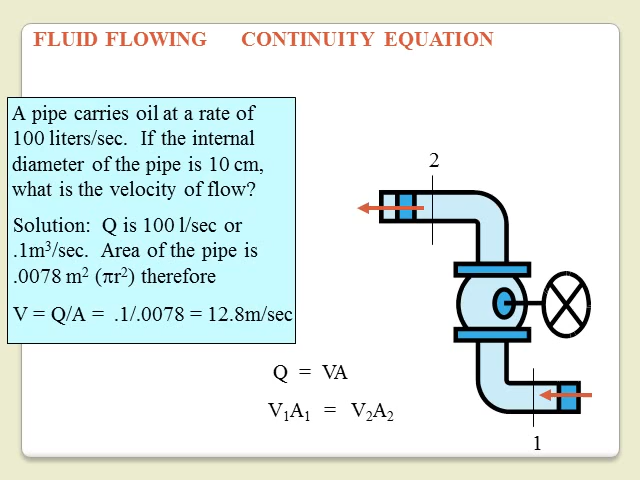 FLUID FLOWING CONTINUITY EQUATION
A pipe carries oil at a rate of
100 liters/sec. If the internal
diameter of the pipe is 10 cm,
what is the velocity of flow?
Solution: Q is 100 l/sec or
.1m³/sec. Area of the pipe is
.0078 m² (πr²) therefore
V = Q/A = .1/.0078 = 12.8m/sec
2
Q = VA
V₁A₁ = V₂A₂
1